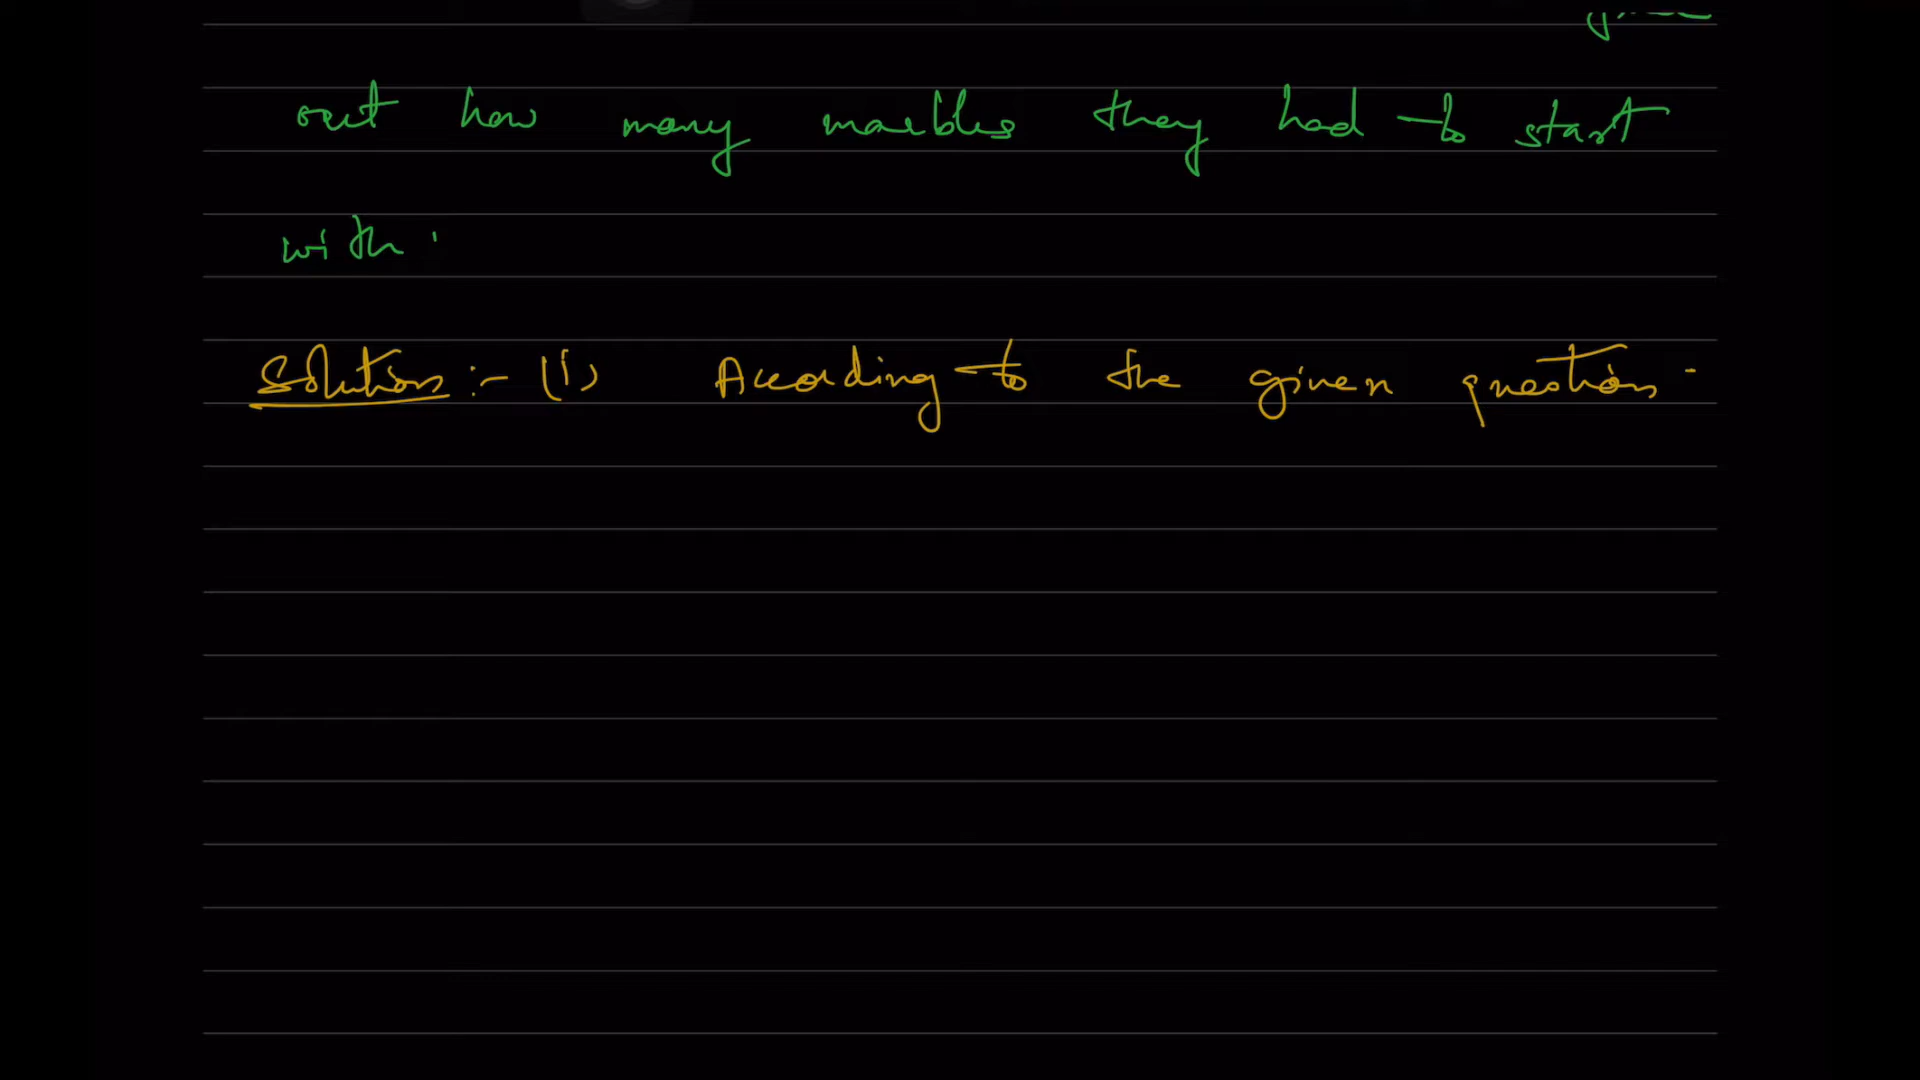 out how many marbles they had to start
with.
Solution :- (i) According to the given question -